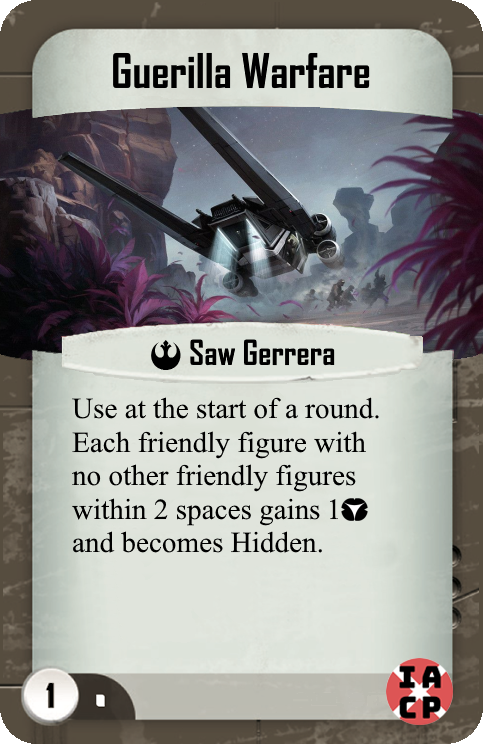 Guerilla Warfare
Saw Gerrera
Use at the start of a round.
Each friendly figure with
no other friendly figures
within 2 spaces gains 1
and becomes Hidden.
1
IA
CP